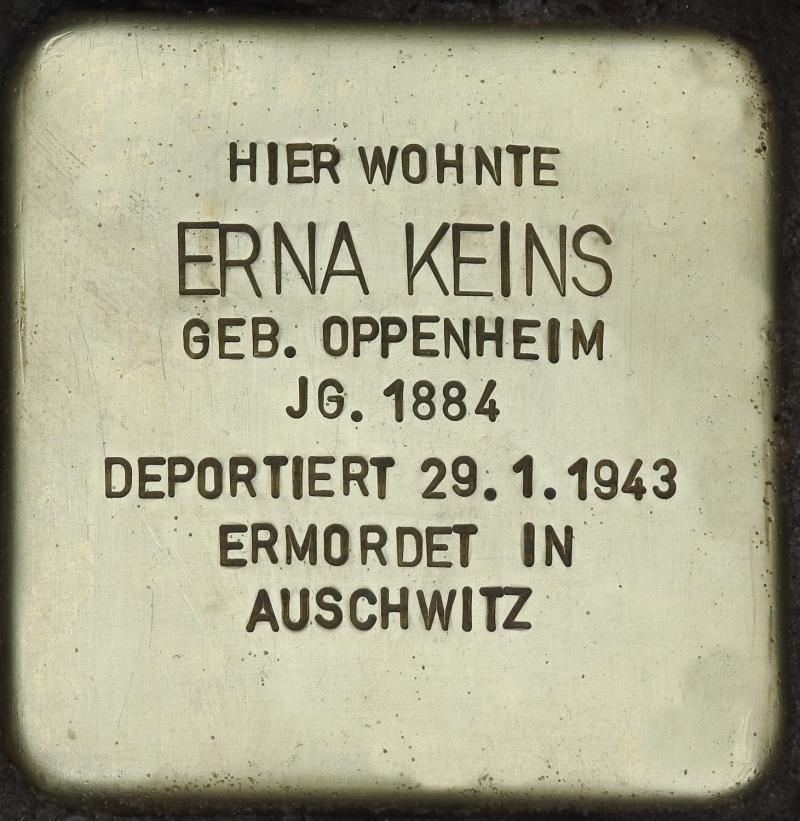 HIER WOHNTE
ERNA KEINS
GEB. OPPENHEIM
JG. 1884
DEPORTIERT 29.1.1943
ERMORDET IN
AUSCHWITZ